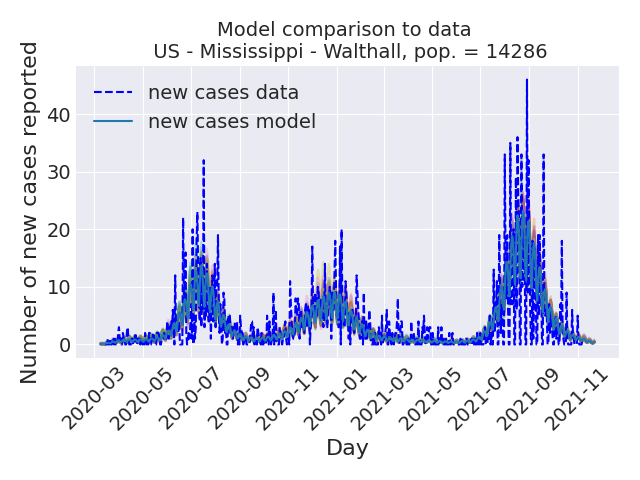 Model comparison to data
US - Mississippi - Walthall, pop. = 14286
Number of new cases reported
40
30
20
10
0
new cases data
new cases model
2020-03
2020-05
2020-07
2020-09
2020-11
2021-01
2021-03
2021-05
2021-07
2021-09
2021-11
Day